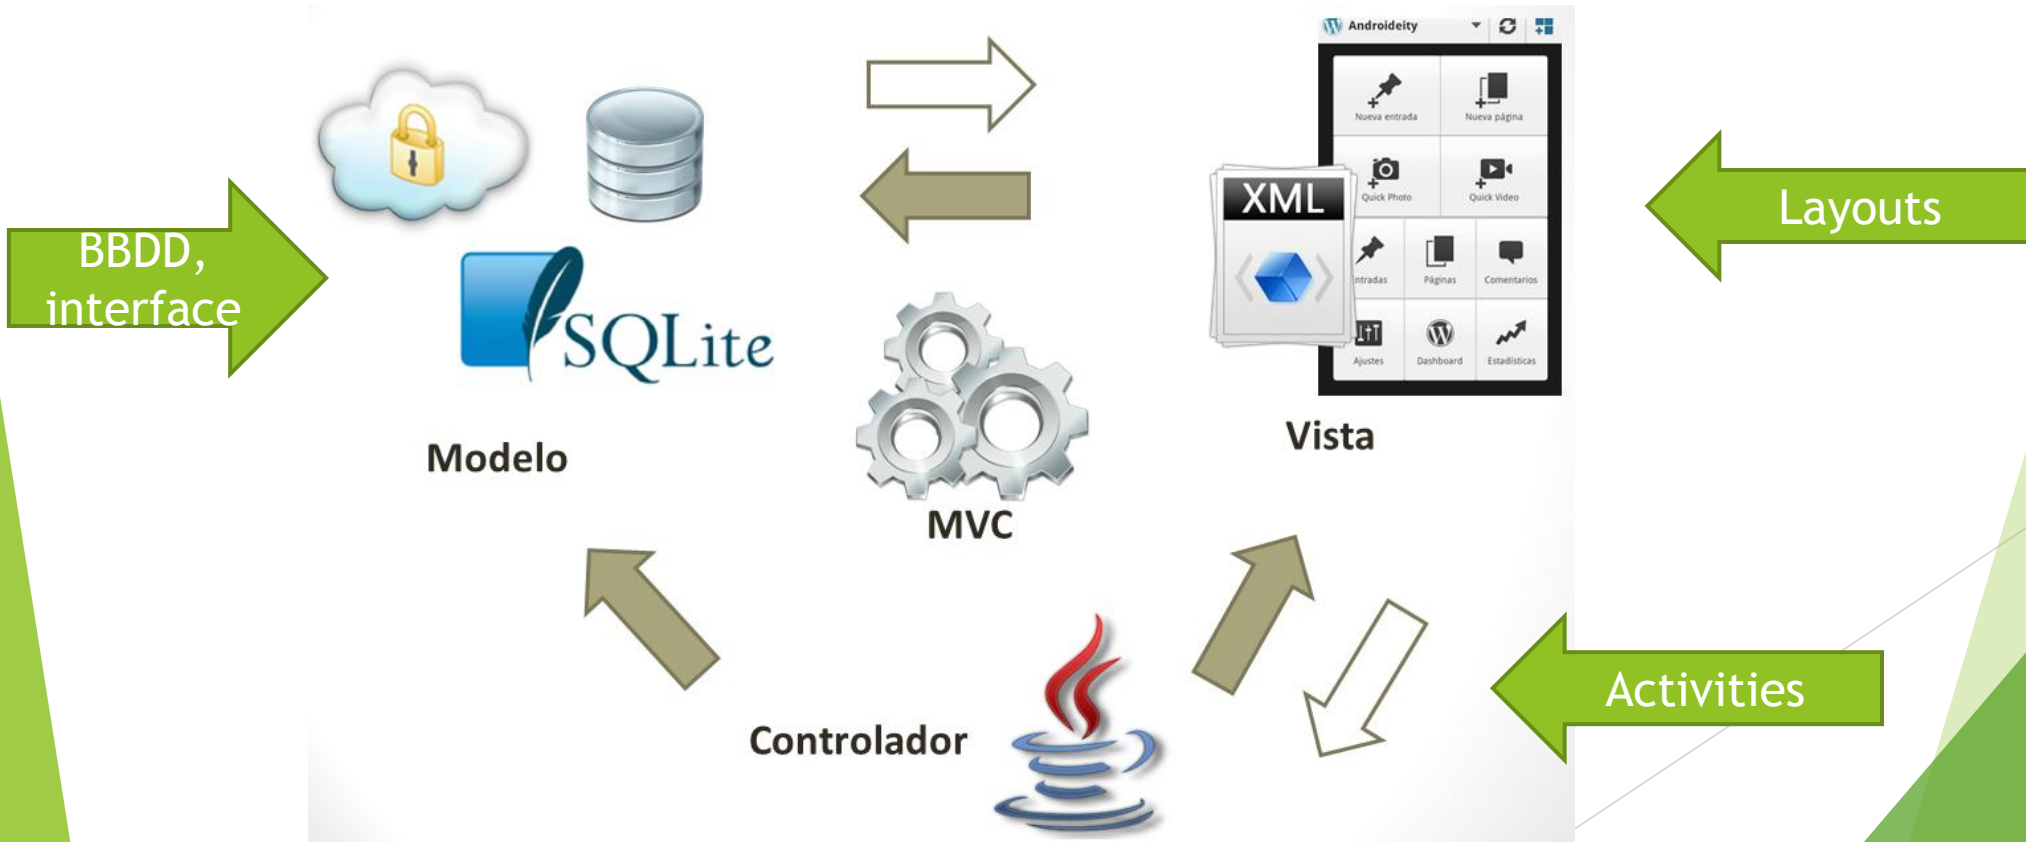 Androideity
Nueva entrada
Nueva página
Quick Photo
Quick Video
XML
ntradas
Páginas
Comentarios
Ajustes
Dashboard
Estadísticas
Layouts
BBDD,
interface
SQLite
Modelo
Vista
MVC
Activities
Controlador